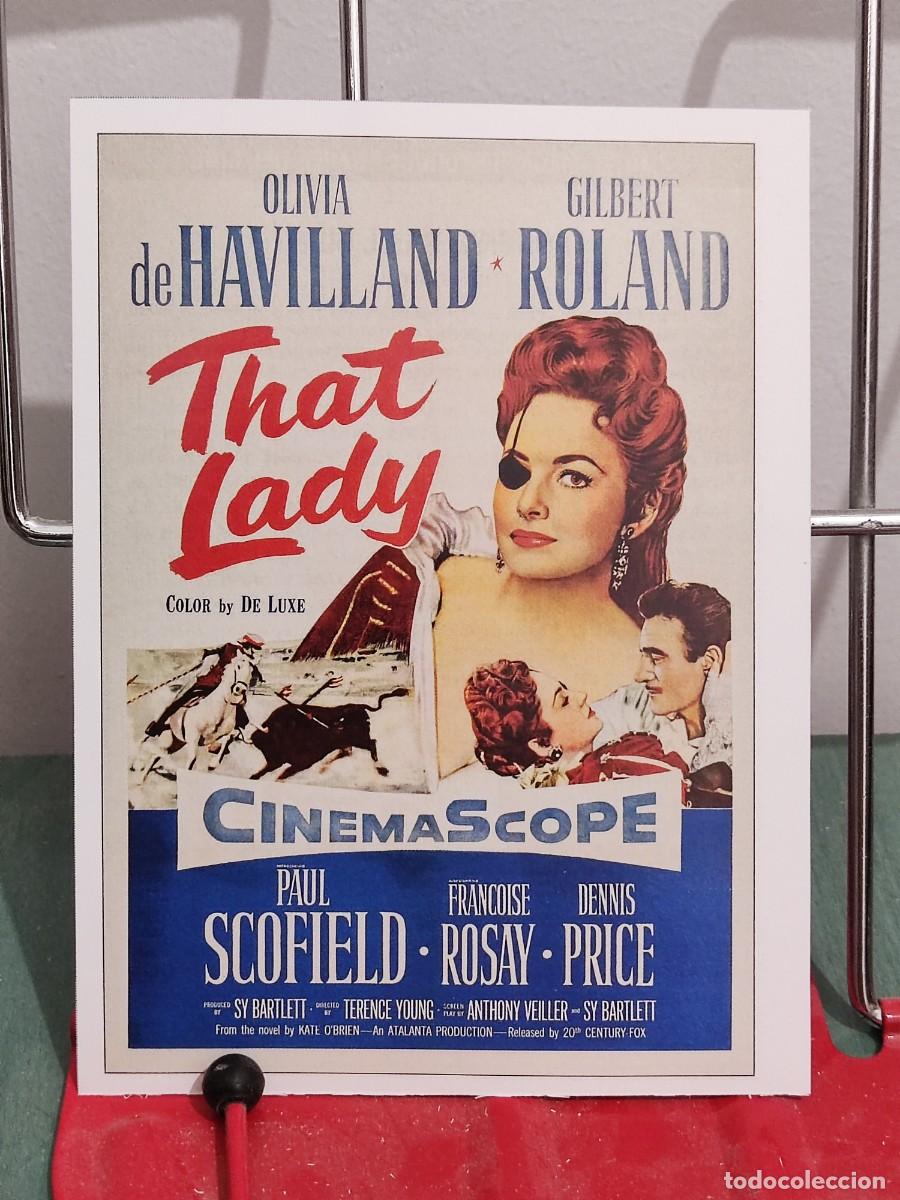 OLIVIA GILBERT
de HAVILLAND * ROLAND
That
Lady
COLOR by DE LUXE
CINEMASCOPE
PAUL FRANCOISE DENNIS
SCOFIELD · ROSAY · PRICE
PRODUCED BY SY BARTLETT · DIRECTED BY TERENCE YOUNG · SCREEN PLAY BY ANTHONY VEILLER and SY BARTLETT
From the novel by KATE O'BRIEN—An ATALANTA PRODUCTION—Released by 20th CENTURY-FOX
todocoleccion